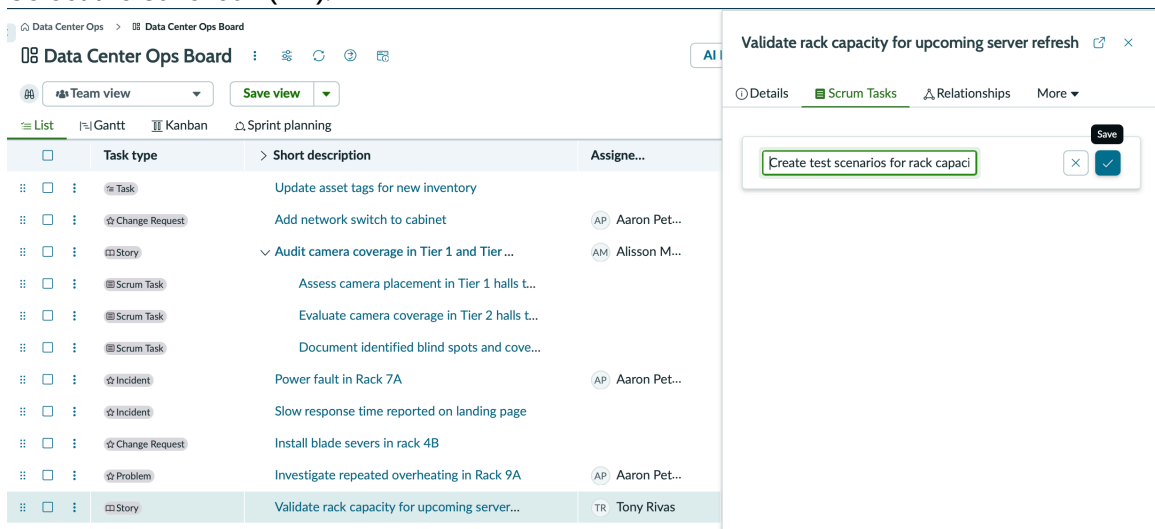 Data Center Ops > Data Center Ops Board
Data Center Ops Board
AI
Team view
Save view
List
Gantt
Kanban
Sprint planning
Task type
Short description
Assigne...
Task
Update asset tags for new inventory
Change Request
Add network switch to cabinet
AP Aaron Pet...
Story
Audit camera coverage in Tier 1 and Tier ...
AM Alisson M...
Scrum Task
Assess camera placement in Tier 1 halls t...
Scrum Task
Evaluate camera coverage in Tier 2 halls t...
Scrum Task
Document identified blind spots and cove...
Incident
Power fault in Rack 7A
AP Aaron Pet...
Incident
Slow response time reported on landing page
Change Request
Install blade severs in rack 4B
Problem
Investigate repeated overheating in Rack 9A
AP Aaron Pet...
Story
Validate rack capacity for upcoming server...
TR Tony Rivas
Validate rack capacity for upcoming server refresh
Details
Scrum Tasks
Relationships
More
Save
Create test scenarios for rack capaci